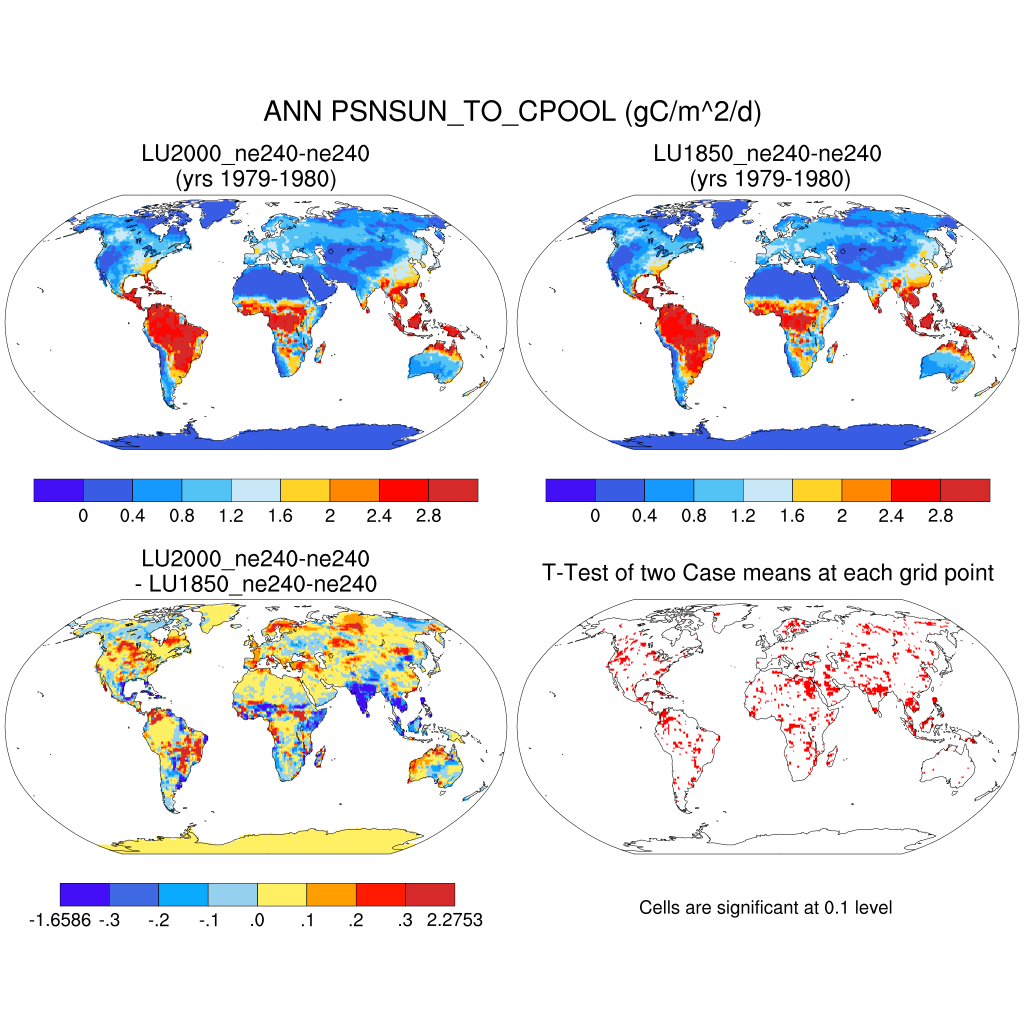 ANN PSNSUN_TO_CPOOL (gC/m^2/d)
LU2000_ne240-ne240
(yrs 1979-1980)
LU1850_ne240-ne240
(yrs 1979-1980)
0 0.4 0.8 1.2 1.6 2 2.4 2.8
0 0.4 0.8 1.2 1.6 2 2.4 2.8
LU2000_ne240-ne240
- LU1850_ne240-ne240
T-Test of two Case means at each grid point
-1.6586 -.3 -.2 -.1 .0 .1 .2 .3 2.2753
Cells are significant at 0.1 level